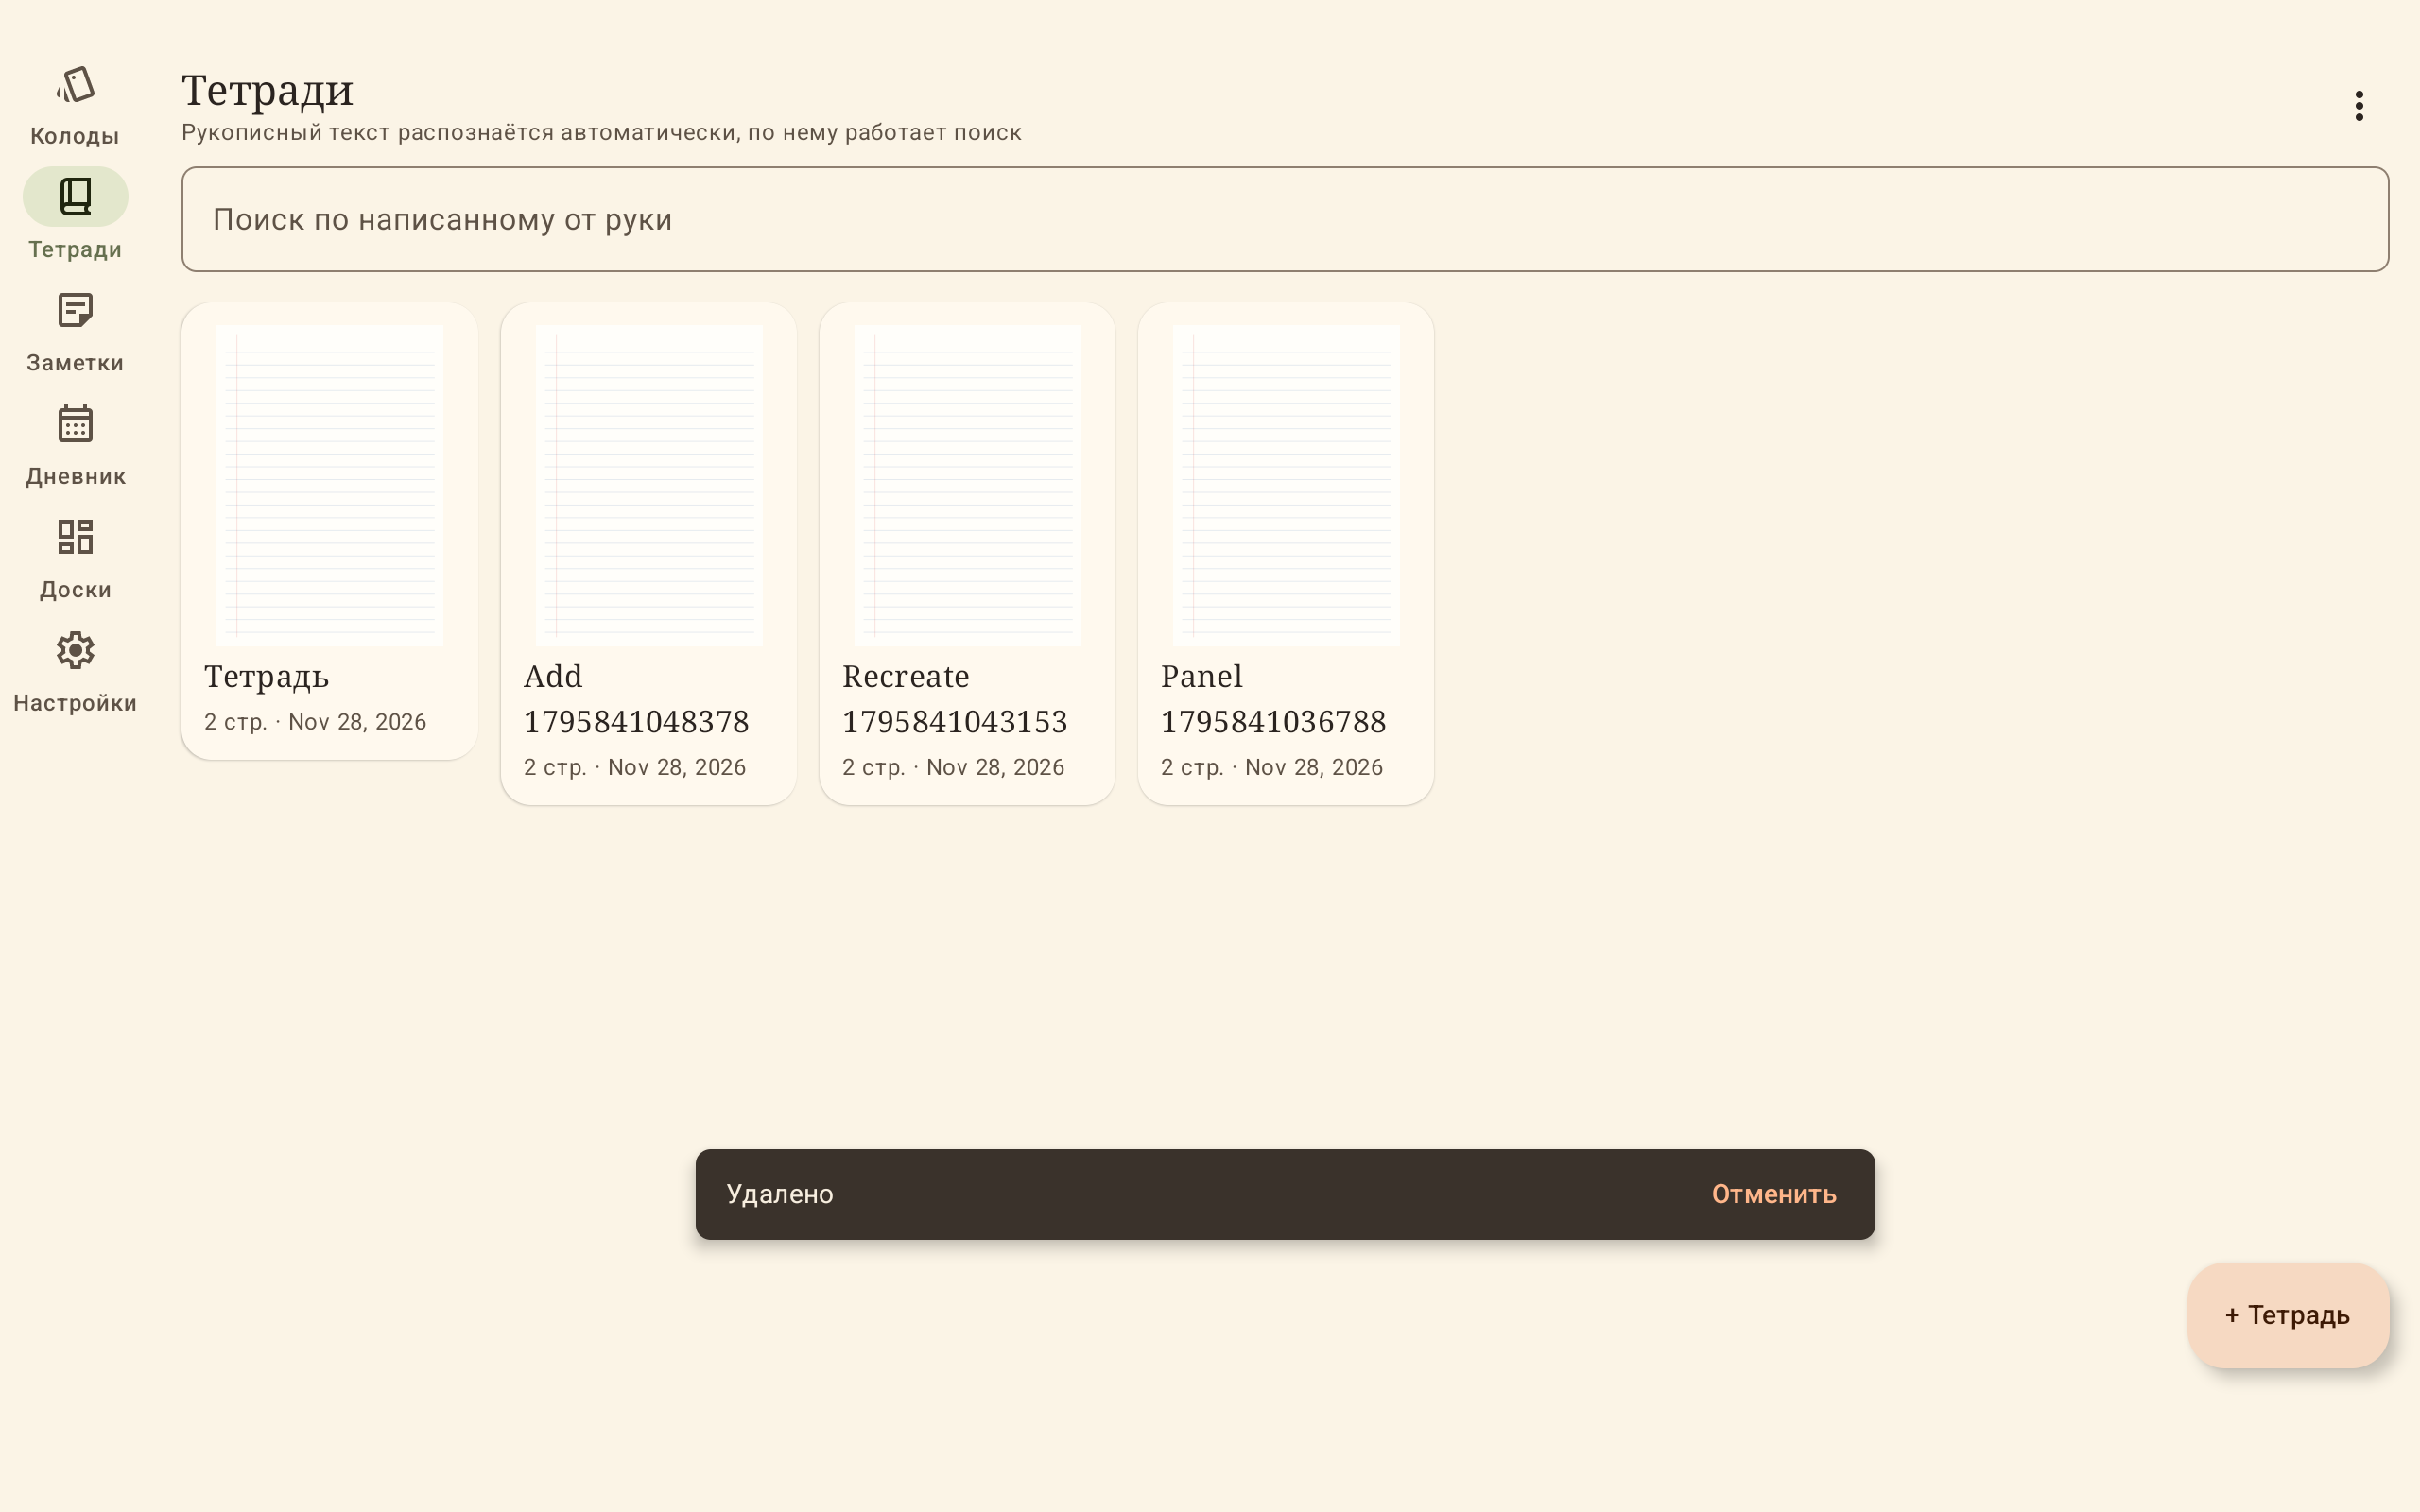 Колоды
Тетради
Заметки
Дневник
Доски
Настройки
Тетради
Рукописный текст распознаётся автоматически, по нему работает поиск
Поиск по написанному от руки
Тетрадь
2 стр. · Nov 28, 2026
Add
1795841048378
2 стр. · Nov 28, 2026
Recreate
1795841043153
2 стр. · Nov 28, 2026
Panel
1795841036788
2 стр. · Nov 28, 2026
Удалено
Отменить
+ Тетрадь